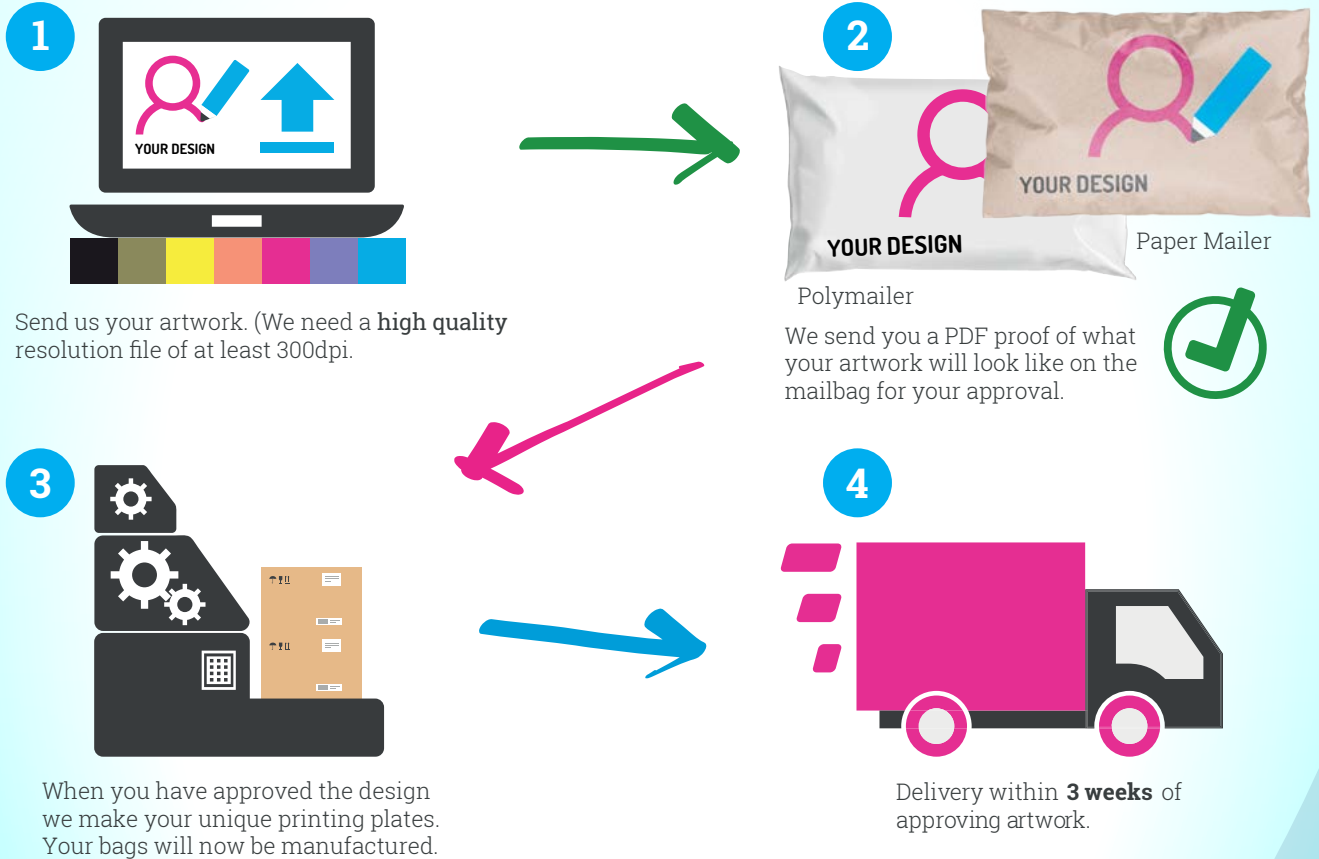 1
YOUR DESIGN
Send us your artwork. (We need a high quality
resolution file of at least 300dpi.
2
YOUR DESIGN
YOUR DESIGN
Paper Mailer
Polymailer
We send you a PDF proof of what
your artwork will look like on the
mailbag for your approval.
3
When you have approved the design
we make your unique printing plates.
Your bags will now be manufactured.
4
Delivery within 3 weeks of
approving artwork.